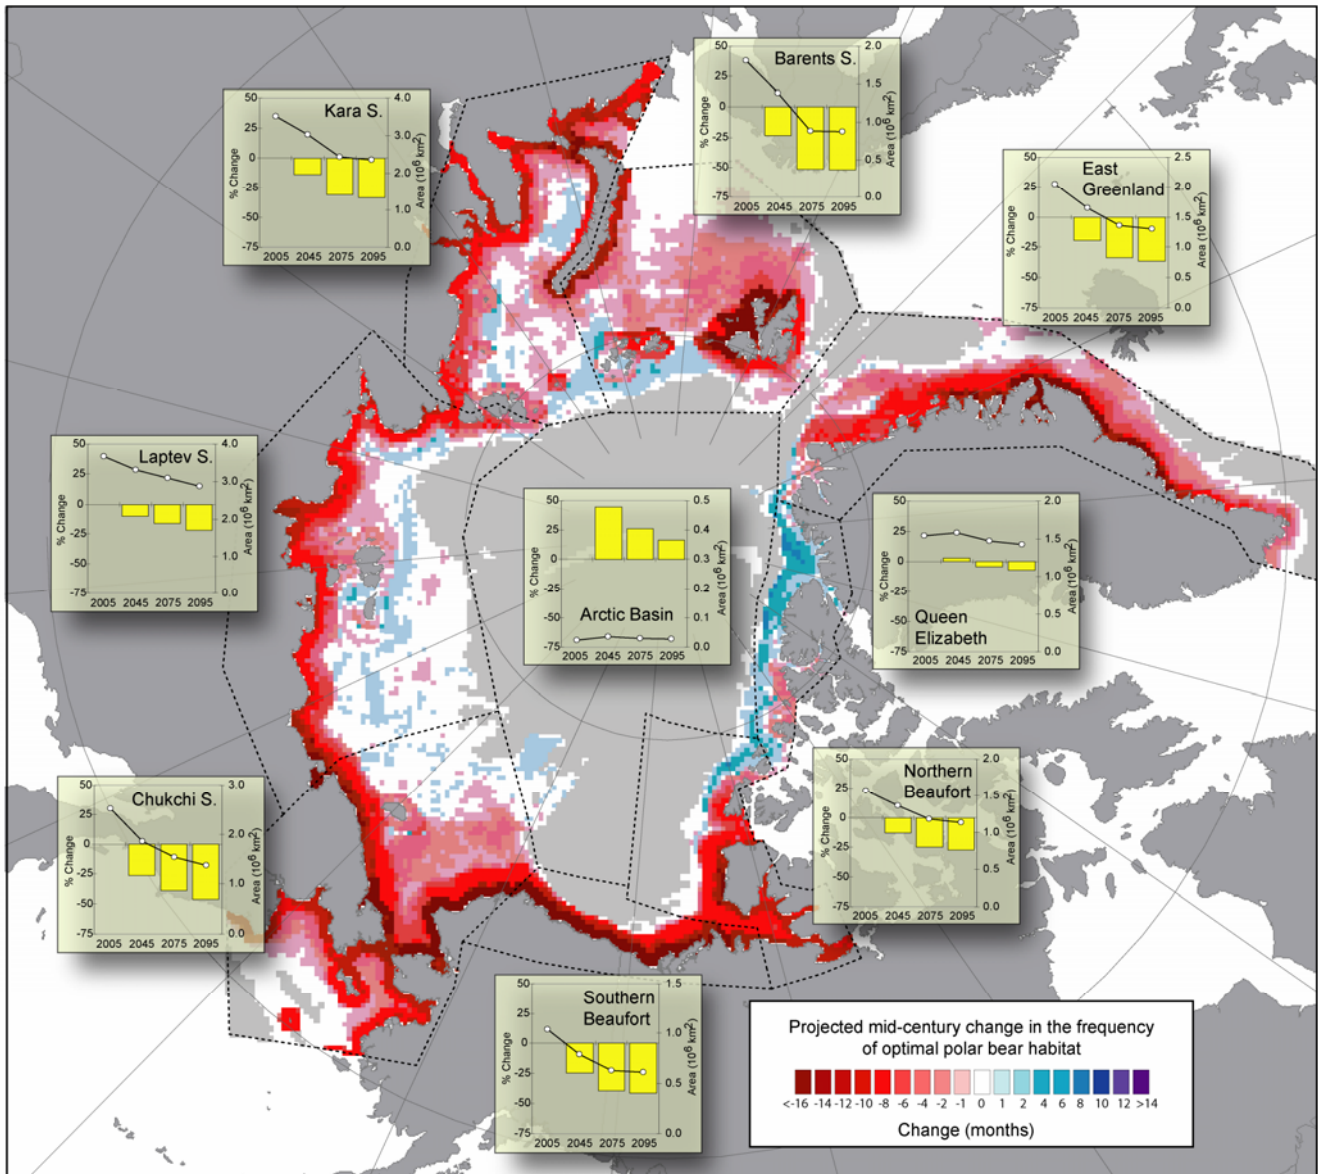 Barents S.
50
25
0
-25
-50
-75
% Change
2.0
1.5
1.0
0.5
0.0
Area (10⁶ km²)
2005 2045 2075 2095
Kara S.
50
25
0
-25
-50
-75
% Change
4.0
3.0
2.0
1.0
0.0
Area (10⁶ km²)
2005 2045 2075 2095
East
Greenland
50
25
0
-25
-50
-75
% Change
2.5
2.0
1.5
1.0
0.5
0.0
Area (10⁶ km²)
2005 2045 2075 2095
Laptev S.
50
25
0
-25
-50
-75
% Change
4.0
3.0
2.0
1.0
0.0
Area (10⁶ km²)
2005 2045 2075 2095
Arctic Basin
50
25
0
-25
-50
-75
% Change
0.5
0.4
0.3
0.2
0.1
0.0
Area (10⁶ km²)
2005 2045 2075 2095
Queen
Elizabeth
50
25
0
-25
-50
-75
% Change
2.0
1.5
1.0
0.5
0.0
Area (10⁶ km²)
2005 2045 2075 2095
Northern
Beaufort
50
25
0
-25
-50
-75
% Change
2.0
1.5
1.0
0.5
0.0
Area (10⁶ km²)
2005 2045 2075 2095
Chukchi S.
50
25
0
-25
-50
-75
% Change
3.0
2.0
1.0
0.0
Area (10⁶ km²)
2005 2045 2075 2095
Southern
Beaufort
50
25
0
-25
-50
-75
% Change
1.5
1.0
0.5
0.0
Area (10⁶ km²)
2005 2045 2075 2095
Projected mid-century change in the frequency
of optimal polar bear habitat
<-16 -14 -12 -10 -8 -6 -4 -2 -1 0 1 2 4 6 8 10 12 >14
Change (months)